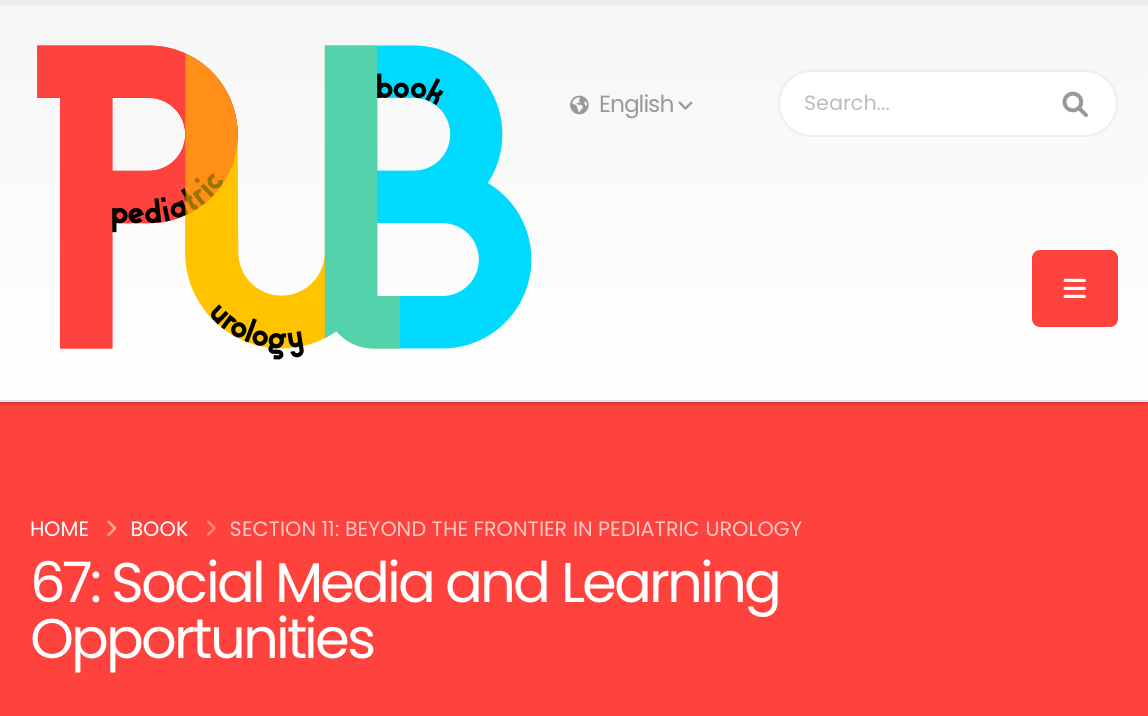 PUB
book
pediatric
urology
English
Search...
HOME BOOK SECTION 11: BEYOND THE FRONTIER IN PEDIATRIC UROLOGY
67: Social Media and Learning
Opportunities